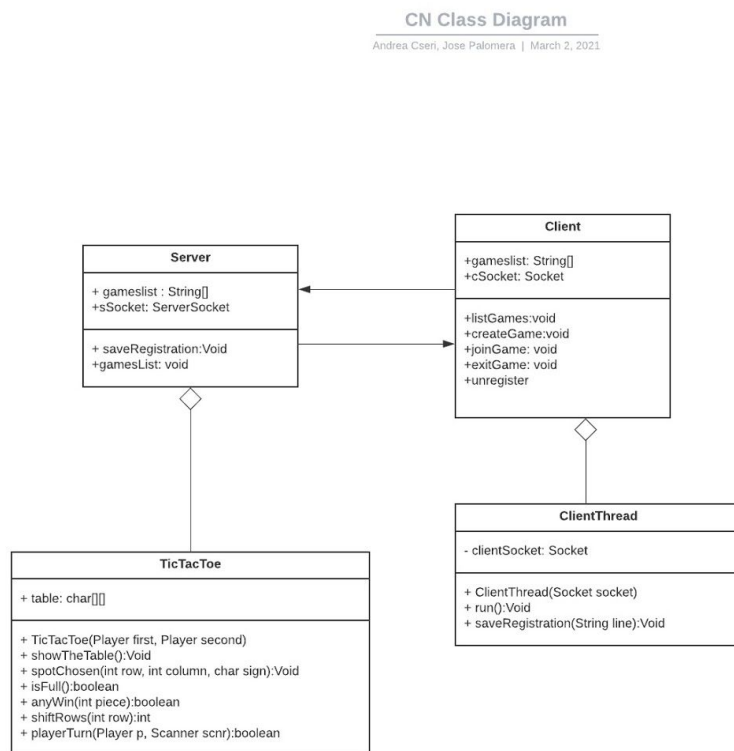 CN Class Diagram
Andrea Cseri, Jose Palomera | March 2, 2021
Server
+ gameslist : String[]
+sSocket: ServerSocket
+ saveRegistration:Void
+gamesList: void
Client
+gameslist: String[]
+cSocket: Socket
+listGames:void
+createGame:void
+joinGame: void
+exitGame: void
+unregister
TicTacToe
+ table: char[][]
+ TicTacToe(Player first, Player second)
+ showTheTable():Void
+ spotChosen(int row, int column, char sign):Void
+ isFull():boolean
+ anyWin(int piece):boolean
+ shiftRows(int row):int
+ playerTurn(Player p, Scanner scnr):boolean
ClientThread
- clientSocket: Socket
+ ClientThread(Socket socket)
+ run():Void
+ saveRegistration(String line):Void